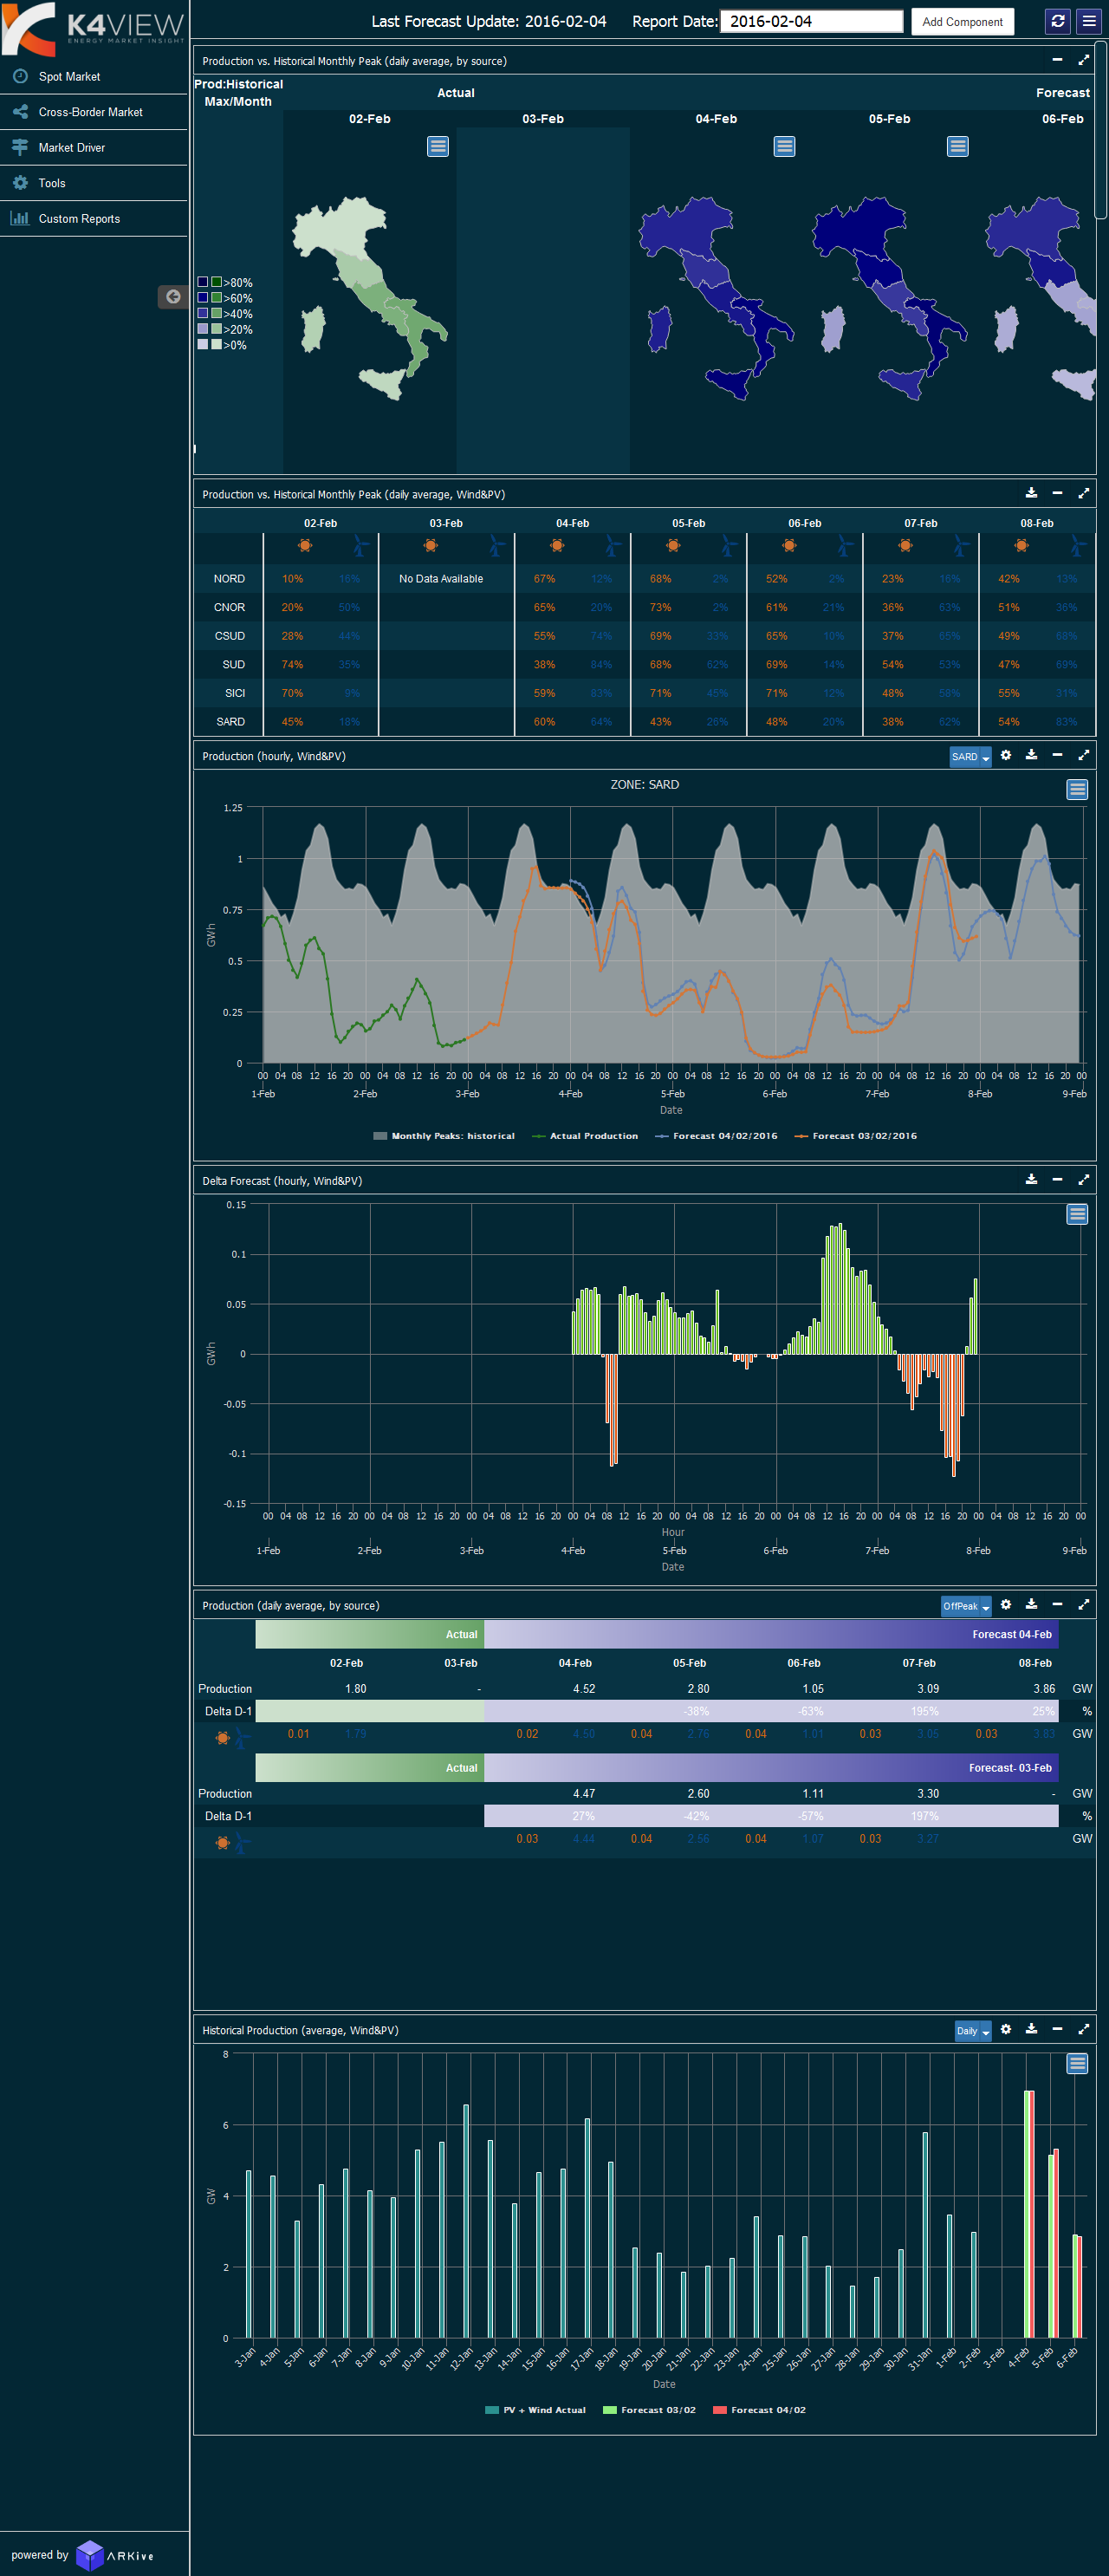 K4VIEW
ENERGY MARKET INSIGHT
Last Forecast Update: 2016-02-04 Report Date: 2016-02-04 Add Component
Spot Market
Cross-Border Market
Market Driver
Tools
Custom Reports
Production vs. Historical Monthly Peak (daily average, by source)
Prod:Historical Max/Month Actual Forecast
02-Feb 03-Feb 04-Feb 05-Feb 06-Feb
>80%
>60%
>40%
>20%
>0%
Production vs. Historical Monthly Peak (daily average, Wind&PV)
02-Feb 03-Feb 04-Feb 05-Feb 06-Feb 07-Feb 08-Feb
NORD 10% 16% No Data Available 67% 12% 68% 2% 52% 2% 23% 16% 42% 13%
CNOR 20% 50% 65% 20% 73% 2% 61% 21% 36% 63% 51% 36%
CSUD 28% 44% 55% 74% 69% 33% 65% 10% 37% 65% 49% 68%
SUD 74% 35% 38% 84% 68% 62% 69% 14% 54% 53% 47% 69%
SICI 70% 9% 59% 83% 71% 45% 71% 12% 48% 58% 55% 31%
SARD 45% 18% 60% 64% 43% 26% 48% 20% 38% 62% 54% 83%
Production (hourly, Wind&PV) SARD
ZONE: SARD
1.25
1
0.75
0.5
0.25
0
GWh
00 04 08 12 16 20 00 04 08 12 16 20 00 04 08 12 16 20 00 04 08 12 16 20 00 04 08 12 16 20 00 04 08 12 16 20 00 04 08 12 16 20 00 04 08 12 16 20 00
1-Feb 2-Feb 3-Feb 4-Feb 5-Feb 6-Feb 7-Feb 8-Feb 9-Feb
Date
Monthly Peaks: historical Actual Production Forecast 04/02/2016 Forecast 03/02/2016
Delta Forecast (hourly, Wind&PV)
0.15
0.1
0.05
0
-0.05
-0.1
-0.15
GWh
00 04 08 12 16 20 00 04 08 12 16 20 00 04 08 12 16 20 00 04 08 12 16 20 00 04 08 12 16 20 00 04 08 12 16 20 00 04 08 12 16 20 00 04 08 12 16 20 00
Hour
1-Feb 2-Feb 3-Feb 4-Feb 5-Feb 6-Feb 7-Feb 8-Feb 9-Feb
Date
Production (daily average, by source) OffPeak
Actual Forecast 04-Feb
02-Feb 03-Feb 04-Feb 05-Feb 06-Feb 07-Feb 08-Feb
Production 1.80 - 4.52 2.80 1.05 3.09 3.86 GW
Delta D-1 -38% -63% 195% 25% %
0.01 1.79 0.02 4.50 0.04 2.76 0.04 1.01 0.03 3.05 0.03 3.83 GW
Actual Forecast- 03-Feb
Production 4.47 2.60 1.11 3.30 - GW
Delta D-1 27% -42% -57% 197% %
0.03 4.44 0.04 2.56 0.04 1.07 0.03 3.27 GW
Historical Production (average, Wind&PV) Daily
8
6
4
2
0
GW
3-Jan 4-Jan 5-Jan 6-Jan 7-Jan 8-Jan 9-Jan 10-Jan 11-Jan 12-Jan 13-Jan 14-Jan 15-Jan 16-Jan 17-Jan 18-Jan 19-Jan 20-Jan 21-Jan 22-Jan 23-Jan 24-Jan 25-Jan 26-Jan 27-Jan 28-Jan 29-Jan 30-Jan 31-Jan 1-Feb 2-Feb 3-Feb 4-Feb 5-Feb 6-Feb
Date
PV + Wind Actual Forecast 03/02 Forecast 04/02
powered by ARKive